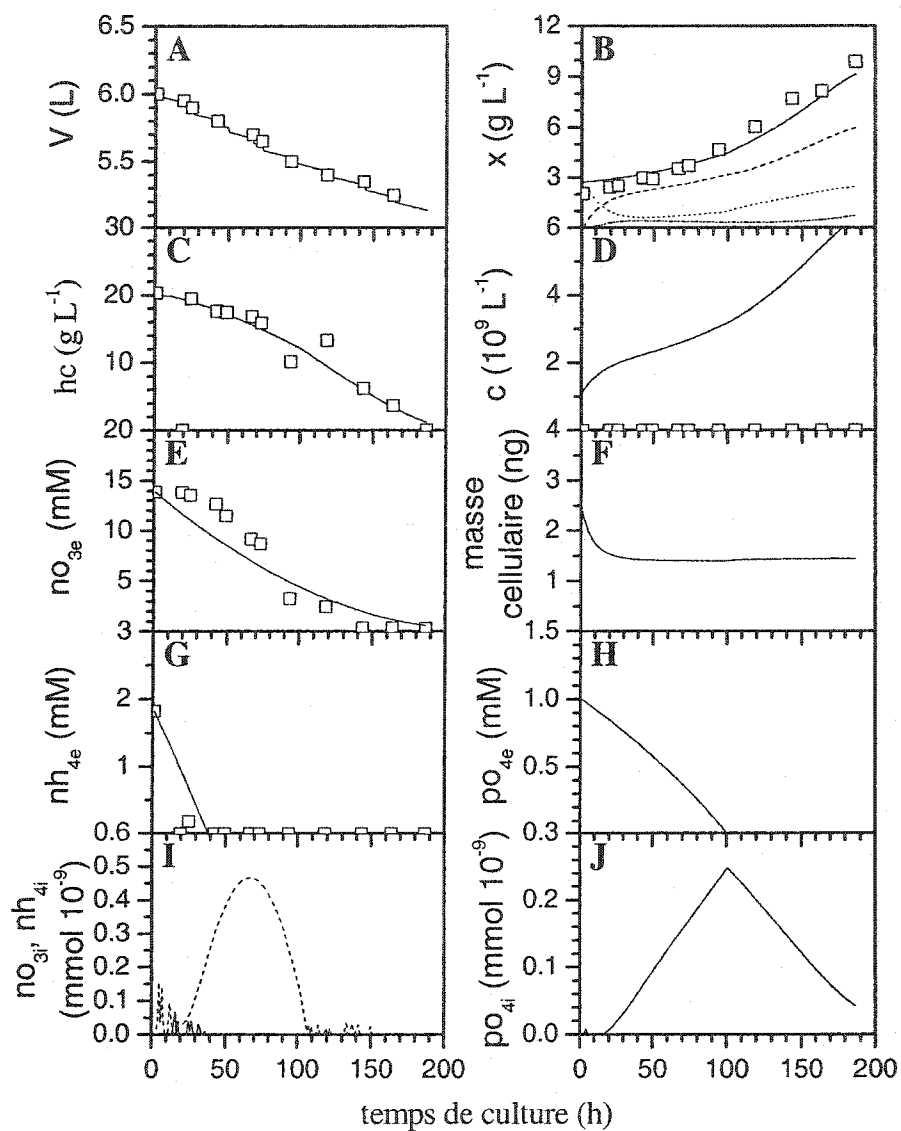 A
V (L)
6.5
6.0
5.5
30
B
x (g L⁻¹)
12
9
6
3
6
C
hc (g L⁻¹)
20
10
20
D
c (10⁹ L⁻¹)
4
2
4
E
no₃ₑ (mM)
15
10
5
3
F
masse
cellulaire (ng)
3
2
1
1.5
G
nh₄ₑ (mM)
2
1
0.6
H
po₄ₑ (mM)
1.0
0.5
0.3
I
no₃ᵢ, nh₄ᵢ
(mmol 10⁻⁹)
0.5
0.4
0.3
0.2
0.1
0.0
J
po₄ᵢ (mmol 10⁻⁹)
0.2
0.1
0.0
0 50 100 150 200
0 50 100 150 200
temps de culture (h)